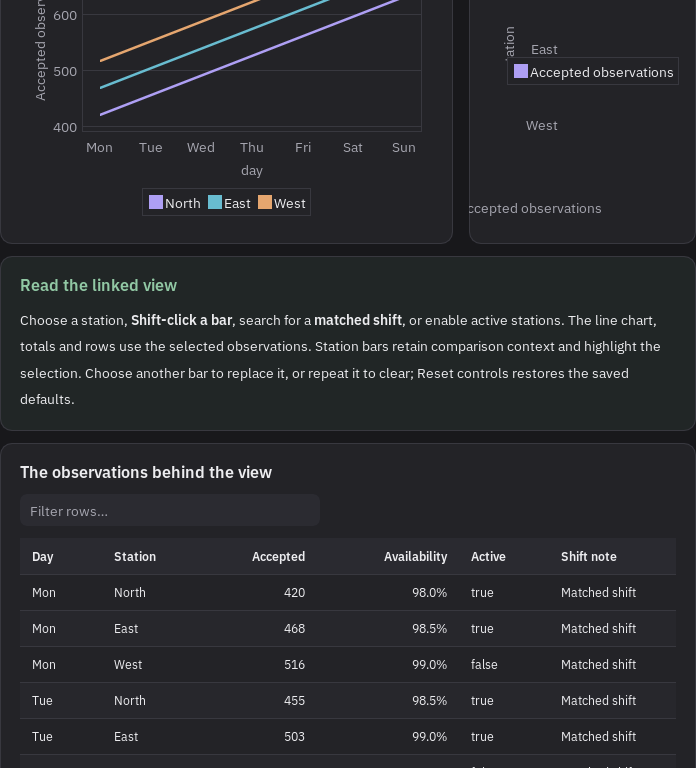 600
500
400
Accepted
Mon Tue Wed Thu Fri Sat Sun
day
North East West
East
Accepted observations
West
observations
Read the linked view
Choose a station, Shift-click a bar, search for a matched shift, or enable active stations. The line chart,
totals and rows use the selected observations. Station bars retain comparison context and highlight the
selection. Choose another bar to replace it, or repeat it to clear; Reset controls restores the saved
defaults.
The observations behind the view
Filter rows...
Day Station Accepted Availability Active Shift note
Mon North 420 98.0% true Matched shift
Mon East 468 98.5% true Matched shift
Mon West 516 99.0% false Matched shift
Tue North 455 98.5% true Matched shift
Tue East 503 99.0% true Matched shift